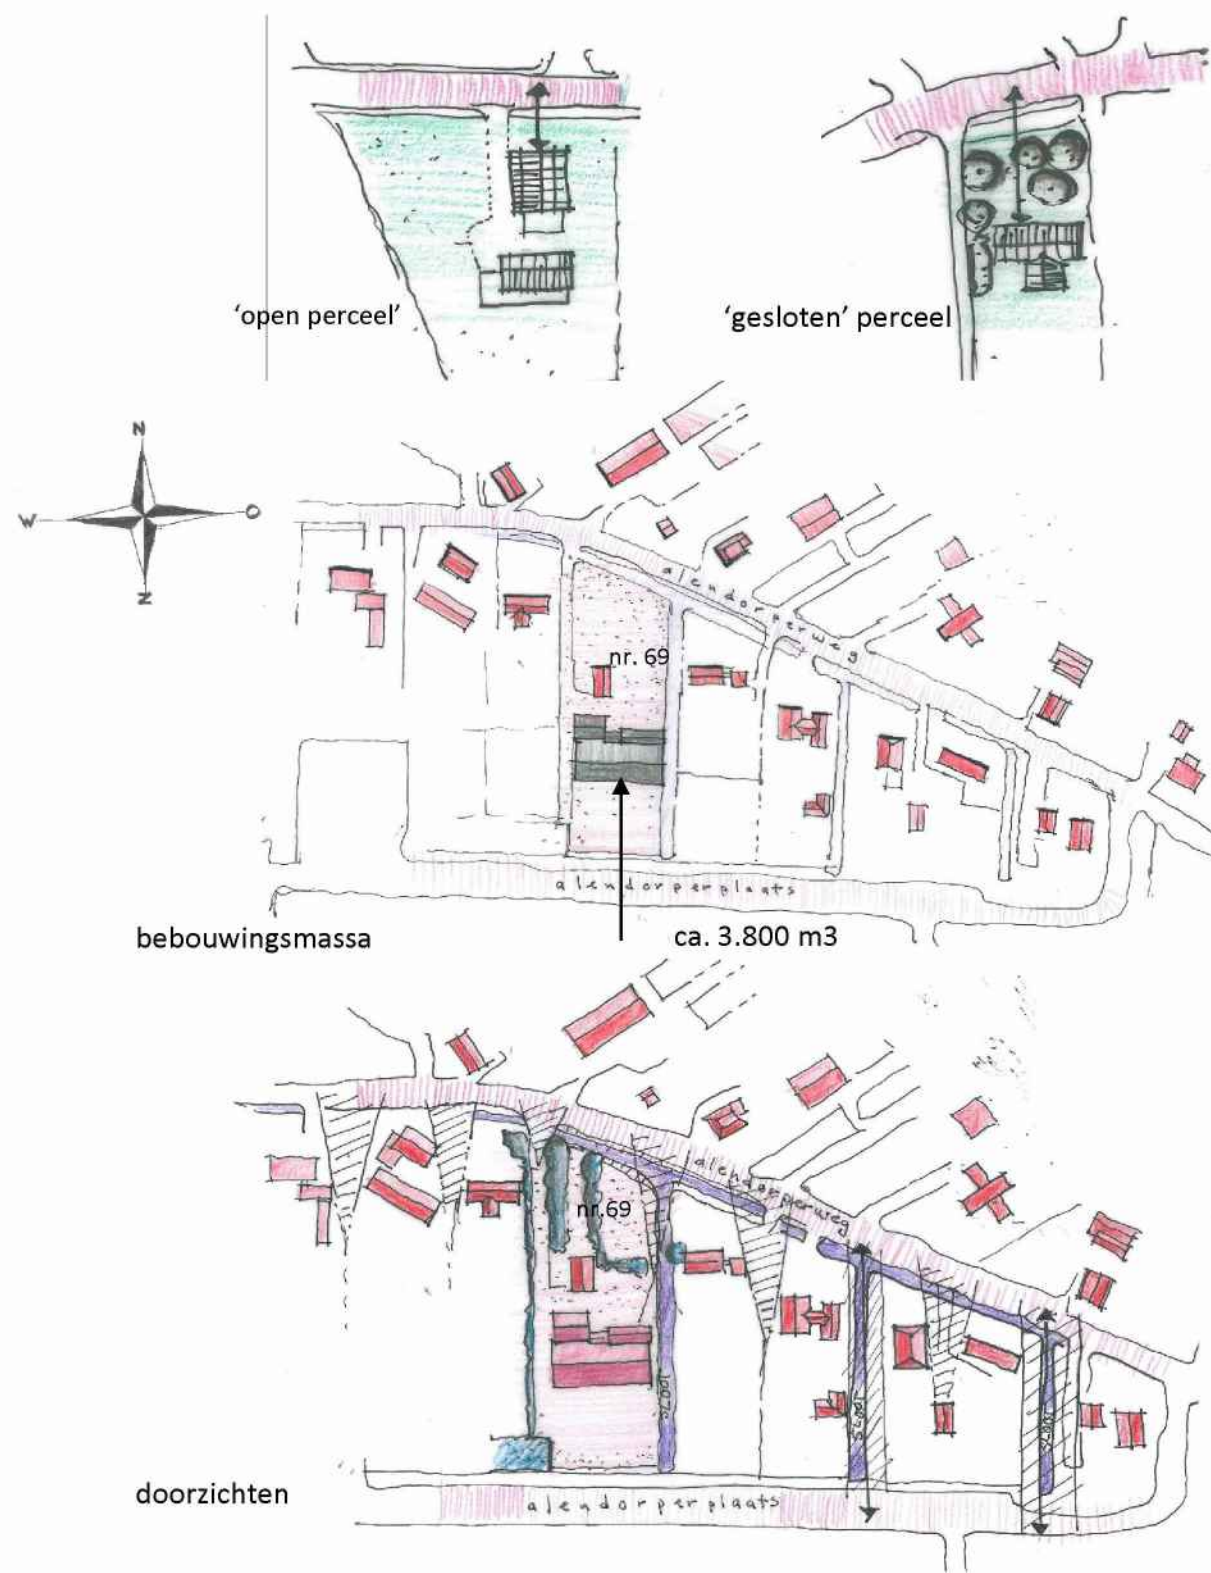 'open perceel'
'gesloten' perceel
N
W
O
Z
alendorperweg
nr. 69
alendorperplaats
bebouwingsmassa
ca. 3.800 m3
alendorperweg
nr.69
alendorperplaats
doorzichten